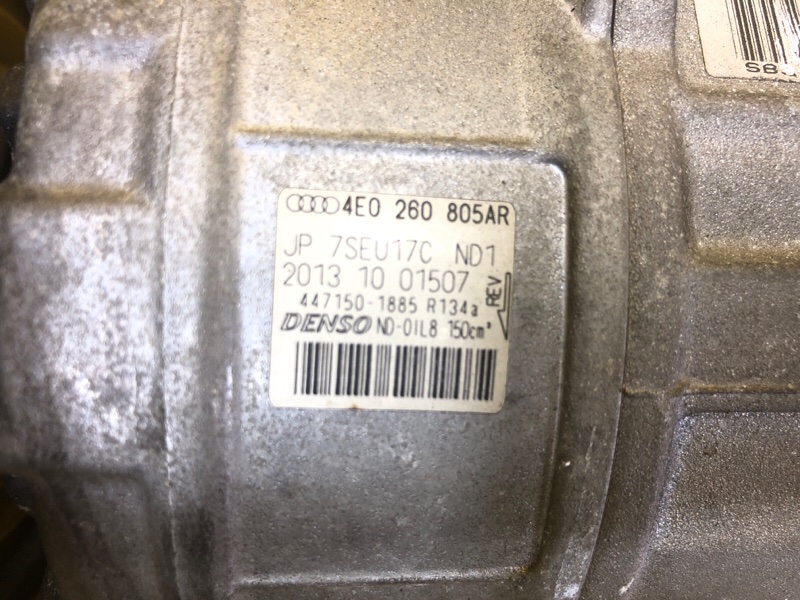 4E0 260 805AR
JP 7SEU17C ND1
2013 10 01507
REV
447150-1885 R134a
DENSO ND-OIL8 150cm³